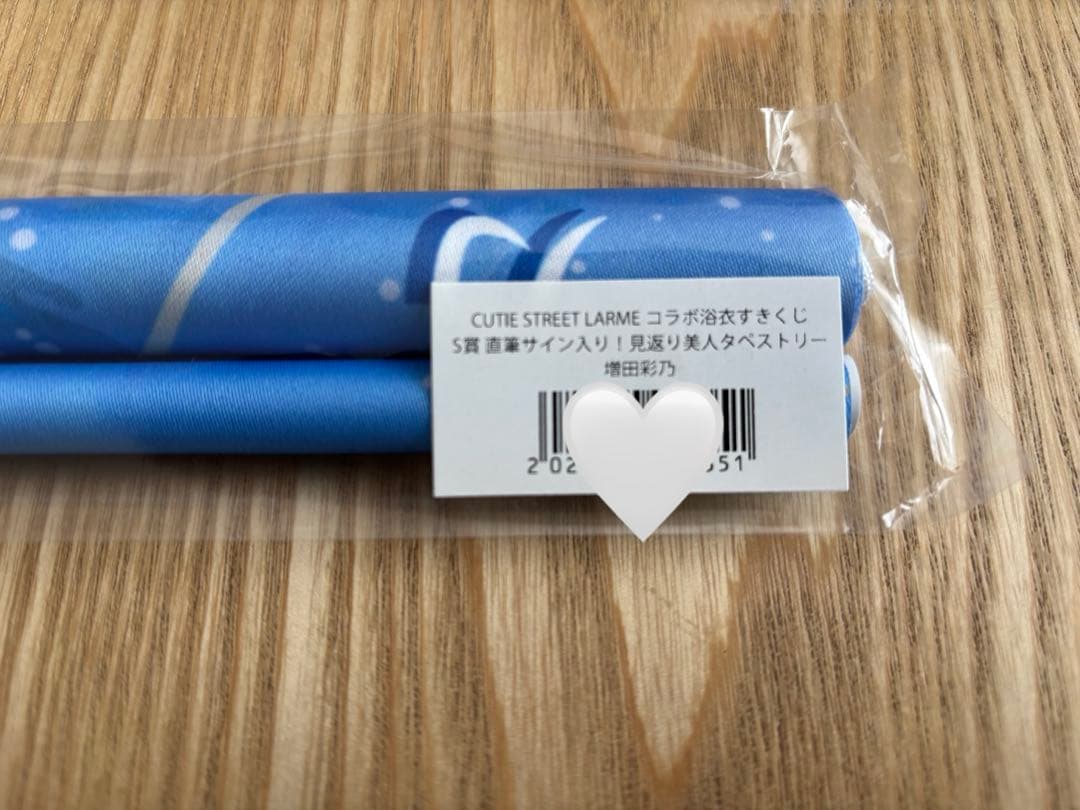 CUTIE STREET LARME コラボ浴衣すきくじ
S賞 直筆サイン入り！見返り美人タペストリー
増田彩乃